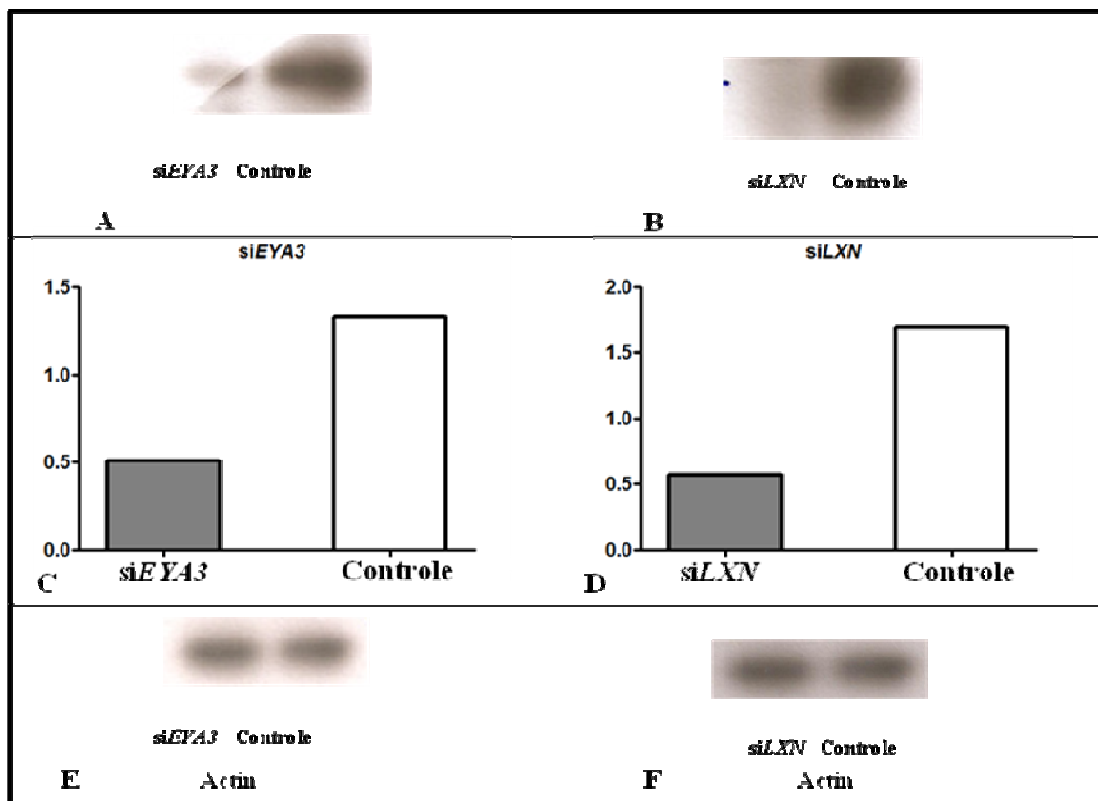 siEYA3 Controle
siLXN Controle
A
B
siEYA3
siLXN
1.5
1.0
0.5
0.0
2.0
1.5
1.0
0.5
0.0
siEYA3 Controle
siLXN Controle
C
D
siEYA3 Controle
siLXN Controle
E Actin
F Actin